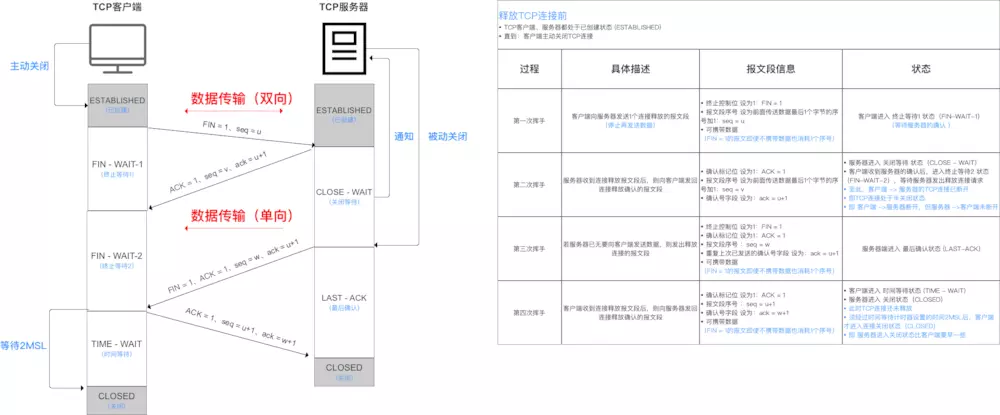 TCP客户端
TCP服务器
主动关闭
ESTABLISHED
(已创建)
数据传输（双向）
ESTABLISHED
(已创建)
FIN = 1、seq = u
通知
被动关闭
FIN - WAIT-1
(终止等待1)
ACK = 1、seq = v、ack = u+1
CLOSE - WAIT
(关闭等待)
数据传输（单向）
FIN - WAIT-2
(终止等待2)
FIN = 1、ACK = 1、seq = w、ack = u+1
LAST - ACK
(最后确认)
ACK = 1、seq = u+1、ack = w+1
等待2MSL
TIME - WAIT
(时间等待)
CLOSED
(关闭)
CLOSED
(关闭)
释放TCP连接前
• TCP客户端、服务器都处于已创建状态 (ESTABLISHED)
• 直到：客户端主动关闭TCP连接
过程
具体描述
报文段信息
状态
第一次挥手
客户端向服务器发送1个连接释放的报文段
(停止再发送数据)
• 终止控制位 设为1：FIN = 1
• 报文段序号 设为前面传送数据最后1个字节的序
号加1：seq = u
• 可携带数据
(FIN = 1的报文即使不携带数据也消耗1个序号)
客户端进入 终止等待1 状态（FIN-WAIT-1）
(等待服务器的确认 )
第二次挥手
服务器收到连接释放报文段后、则向客户端发
回连接释放确认的报文段
• 确认标记位 设为1：ACK = 1
• 报文段序号 设为前面传送数据最后1个字节的序
号加1：seq = v
• 确认号字段 设为：ack = u+1
• 服务器进入 关闭等待 状态（CLOSE - WAIT）
• 客户端收到服务器的确认后、进入终止等待2 状态
（FIN-WAIT-2）、等待服务器发出释放连接请求
• 至此、客户端 -> 服务器的TCP连接已断开
• 即TCP连接处于半关闭状态
• 即 客户端 ->服务器断开，但服务器 ->客户端未断开
第三次挥手
若服务器已无要向客户端发送数据、则发出释放
连接的报文段
• 终止控制位 设为1：FIN = 1
• 确认标记位 设为1：ACK = 1
• 报文段序号 ：seq = w
• 重复上次已发送的确认号字段 设为：ack = u+1
• 可携带数据
(FIN = 1的报文即使不携带数据也消耗1个序号)
服务器端进入 最后确认状态 (LAST-ACK)
第四次挥手
客户端收到连接释放报文段后、则向服务器发
回连接释放确认的报文段
• 确认标记位 设为1：ACK = 1
• 报文段序号 ：seq = u+1
• 确认号字段 设为：ack = w+1
• 可携带数据
(FIN = 1的报文即使不携带数据也消耗1个序号)
• 客户端进入 时间等待状态 (TIME - WAIT)
• 服务器进入 关闭状态（CLOSED）
• 此时TCP连接还未释放
• 须经过时间等待计时器设置的时间2MSL后、客户端
才进入连接关闭状态（CLOSED）
• 即 服务器进入关闭状态比客户端要早一些